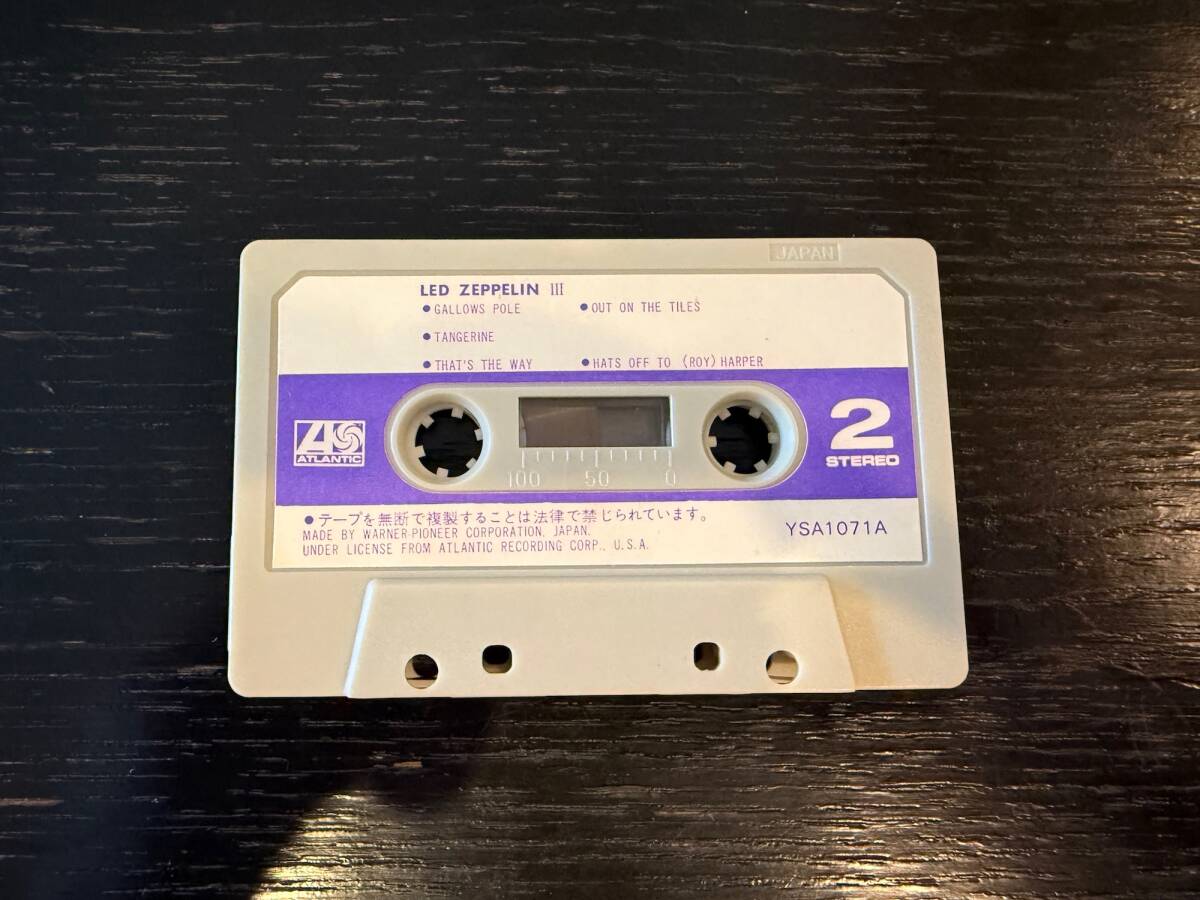 JAPAN
LED ZEPPELIN III
● GALLOWS POLE ● OUT ON THE TILES
● TANGERINE
● THAT'S THE WAY ● HATS OFF TO (ROY) HARPER
ATLANTIC
2
STEREO
100 50 0
● テープを無断で複製することは法律で禁じられています。
MADE BY WARNER-PIONEER CORPORATION, JAPAN.
UNDER LICENSE FROM ATLANTIC RECORDING CORP., U.S.A.
YSA1071A